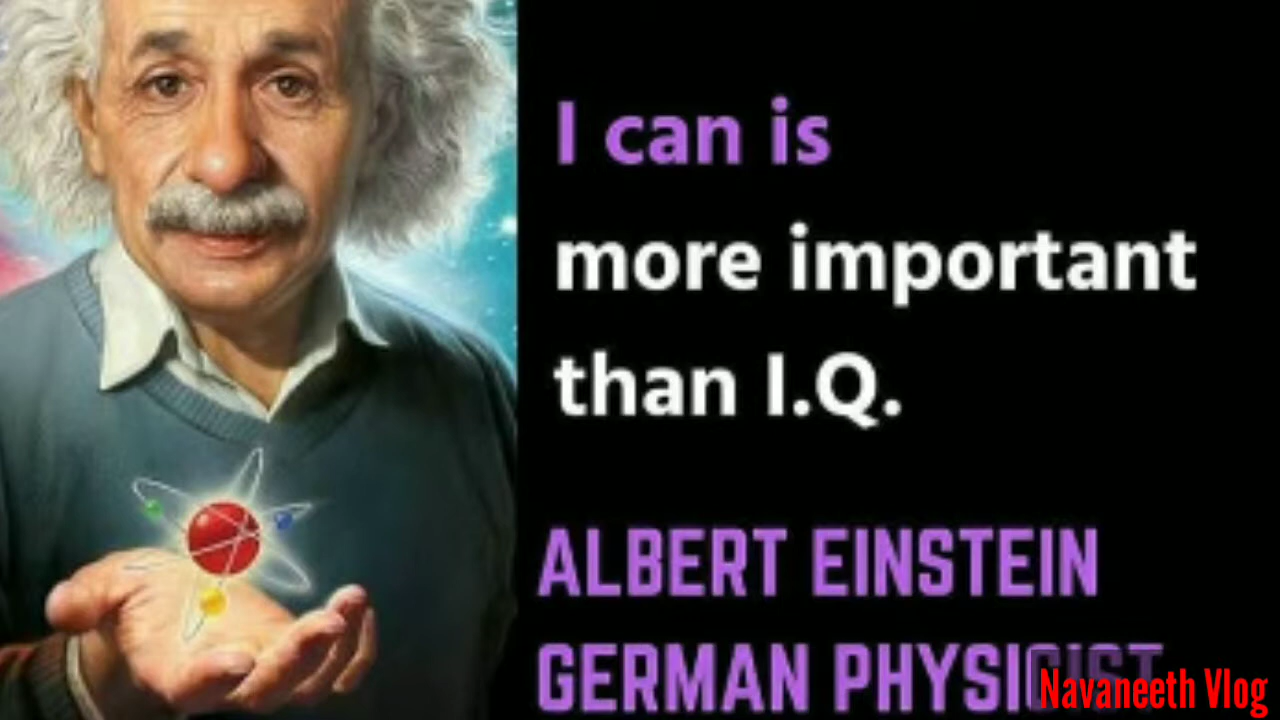 I can is
more important
than I.Q.
ALBERT EINSTEIN
GERMAN PHYSICIST
Navaneeth Vlog